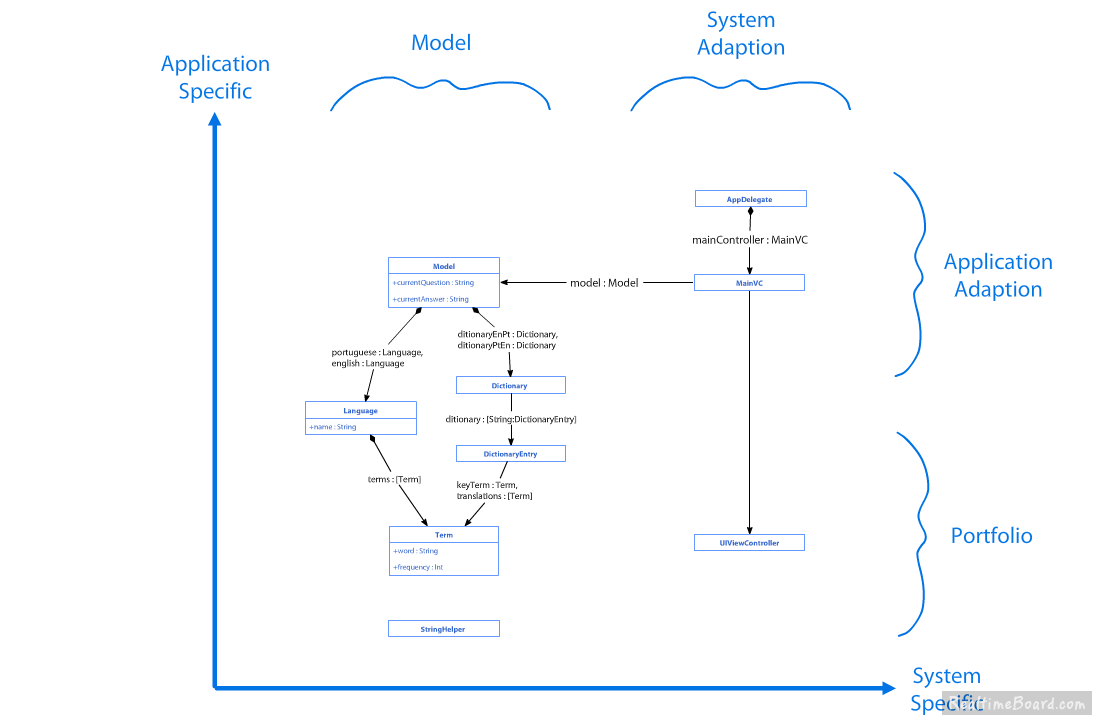 System
Adaption
Model
Application
Specific
AppDelegate
mainController : MainVC
Model
+currentQuestion : String
+currentAnswer : String
model : Model
MainVC
Application
Adaption
ditionaryEnPt : Dictionary,
ditionaryPtEn : Dictionary
portuguese : Language,
english : Language
Dictionary
Language
+name : String
ditionary : [String:DictionaryEntry]
DictionaryEntry
terms : [Term]
keyTerm : Term,
translations : [Term]
Term
+word : String
+frequency : Int
UIViewController
Portfolio
StringHelper
System
Specific
RealtimeBoard.com